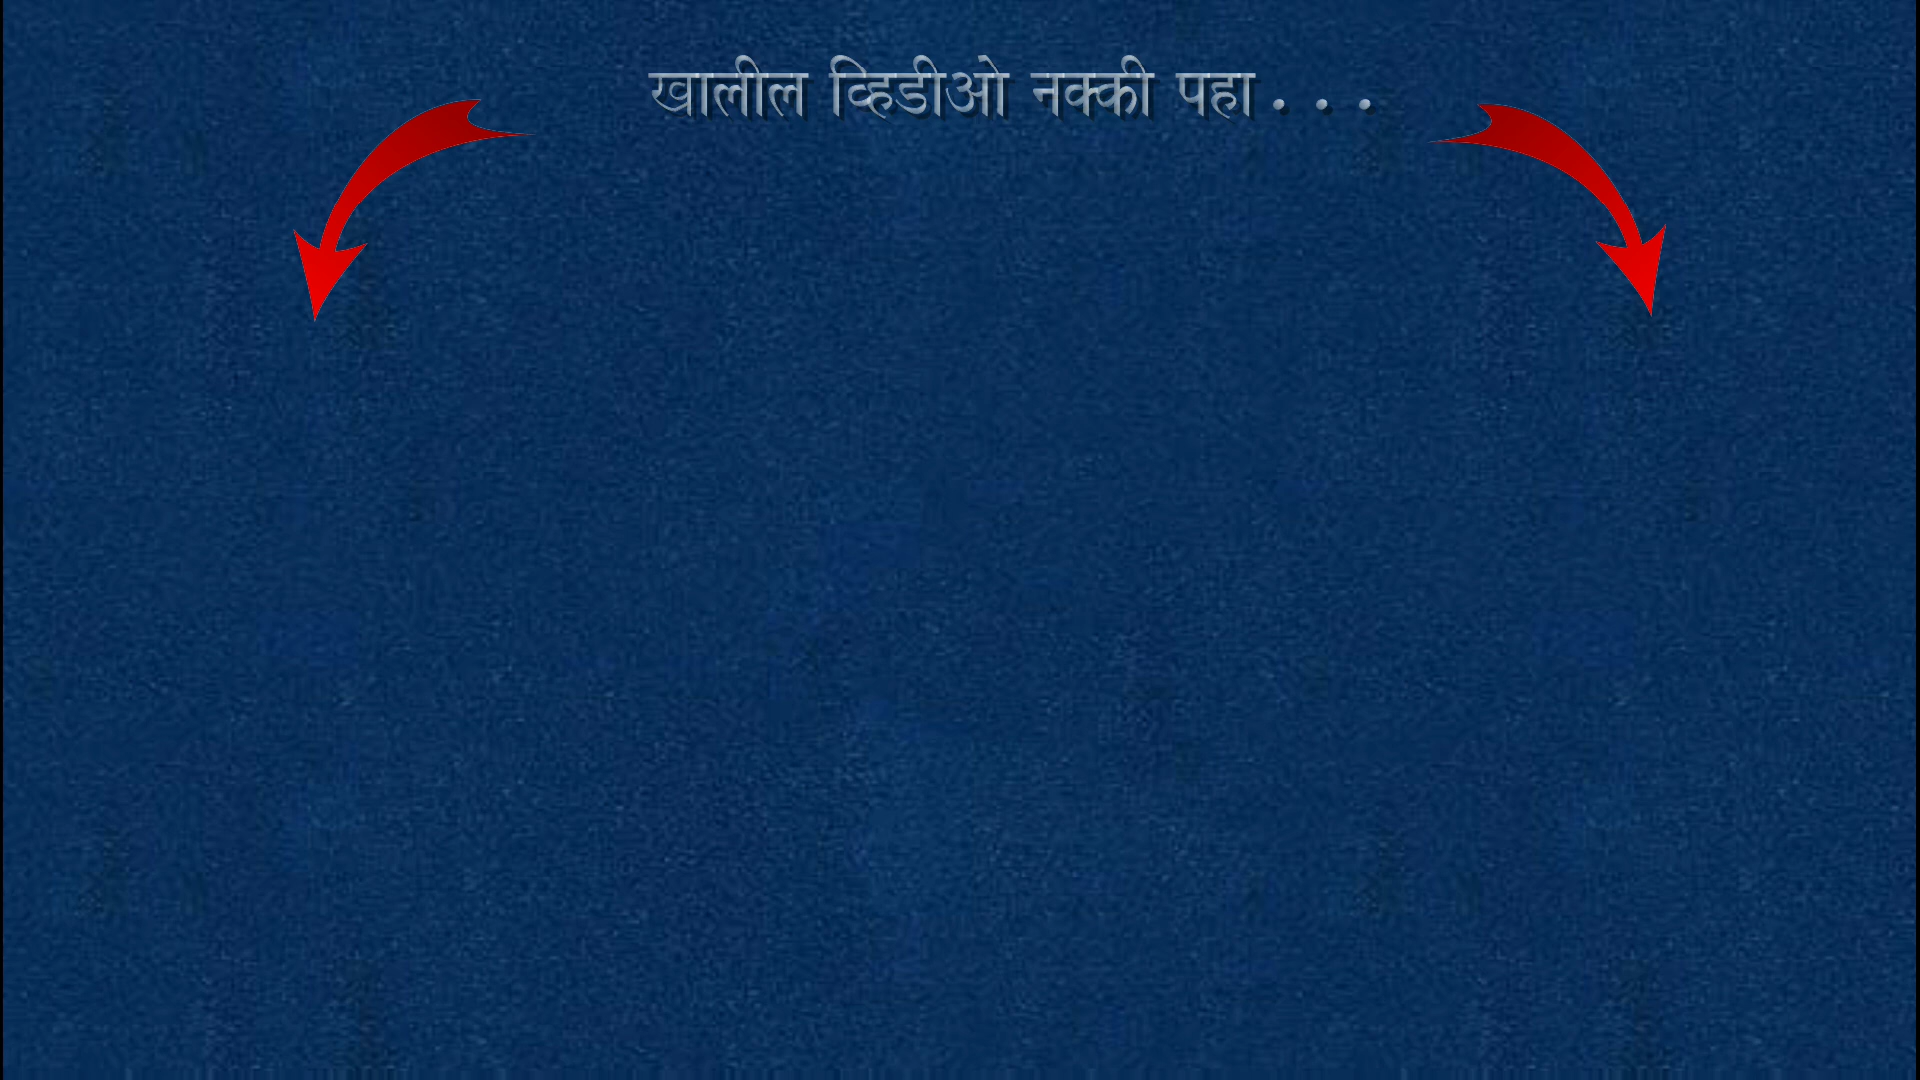 खालील व्हिडीओ नक्की पहा . . .